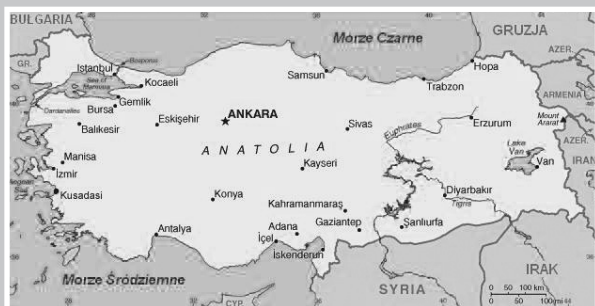 BULGARIA
Morze Czarne
GRUZJA
Bosporus
Istanbul
Sea of
Marmara
Kocaeli
Samsun
Hopa
AZER.
GR.
Trabzon
ARMENIA
Dardanelles
Gemlik
Bursa
ANKARA
Mount
Ararat
Balıkesir
Eskişehir
Sivas
Euphrates
Erzurum
AZER.
ANATOLIA
Lake
Van
IRAN
Manisa
Kayseri
Van
İzmir
Kusadasi
Konya
Diyarbakır
Kahramanmaraş
Tigris
Gaziantep
Şanlıurfa
Antalya
Adana
İçel
İskenderun
Morze Śródziemne
SYRIA
IRAK
0 50 100 km
0 50 100 mi
CYP.